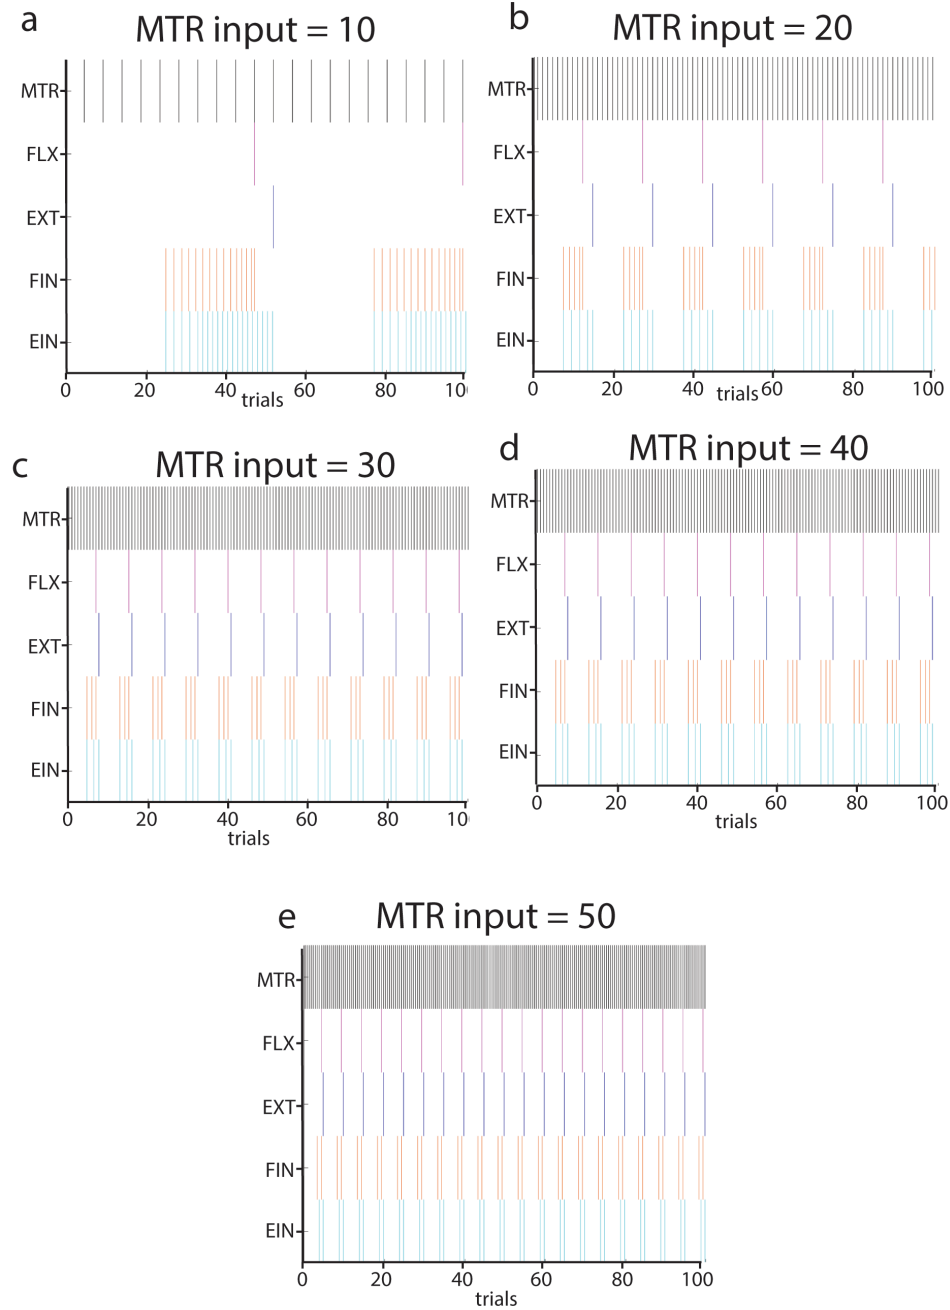 a
MTR input = 10
MTR
FLX
EXT
FIN
EIN
0 20 40 60 80 10
trials
b
MTR input = 20
MTR
FLX
EXT
FIN
EIN
0 20 40 60 80 100
trials
c
MTR input = 30
MTR
FLX
EXT
FIN
EIN
0 20 40 60 80 10
trials
d
MTR input = 40
MTR
FLX
EXT
FIN
EIN
0 20 40 60 80 100
trials
e
MTR input = 50
MTR
FLX
EXT
FIN
EIN
0 20 40 60 80 100
trials